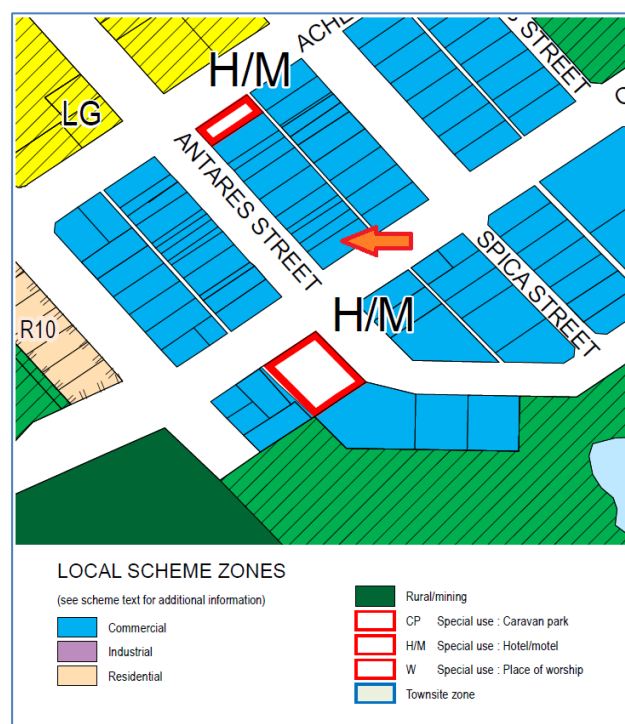 ACHE
S STREET
H/M
LG
ANTARES STREET
SPICA STREET
H/M
R10
LOCAL SCHEME ZONES
(see scheme text for additional information)
Commercial
Industrial
Residential
Rural/mining
CP Special use : Caravan park
H/M Special use : Hotel/motel
W Special use : Place of worship
Townsite zone